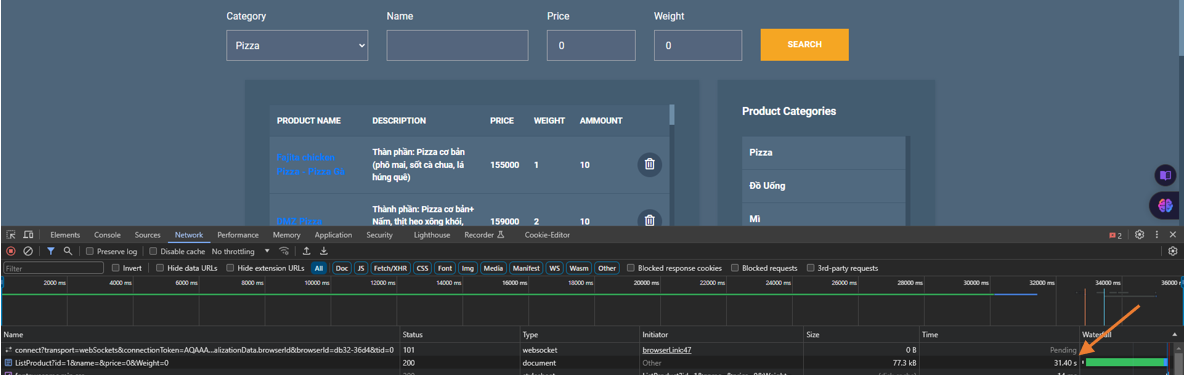 Category Name Price Weight
Pizza 0 0 SEARCH
PRODUCT NAME DESCRIPTION PRICE WEIGHT AMMOUNT
Fujita chicken
Pizza - Pizza Gà
Thàn phần: Pizza cơ bản
(phô mai, sốt cà chua, lá
húng quế)
155000 1 10
DMZ Pizza
Thành phần: Pizza cơ bản+
Nấm, thịt heo xông khói,
159000 2 10
Product Categories
Pizza
Đồ Uống
Mì
Elements Console Sources Network Performance Memory Application Security Lighthouse Recorder Cookie-Editor 2
Preserve log Disable cache No throttling
Filter Invert Hide data URLs Hide extension URLs All Doc JS Fetch/XHR CSS Font Img Media Manifest WS Wasm Other Blocked response cookies Blocked requests 3rd-party requests
2000 ms 4000 ms 6000 ms 8000 ms 10000 ms 12000 ms 14000 ms 16000 ms 18000 ms 20000 ms 22000 ms 24000 ms 26000 ms 28000 ms 30000 ms 32000 ms 34000 ms 36000 m
Name Status Type Initiator Size Time Waterfall
connect?transport=webSockets&connectionToken=AQAAA...alizationData.browserId&browserId=db32-36d4&tid=0 101 websocket browserLinic47 0 B Pending
ListProduct?id=1&name=&price=0&Weight=0 200 document Other 77.3 kB 31.40 s